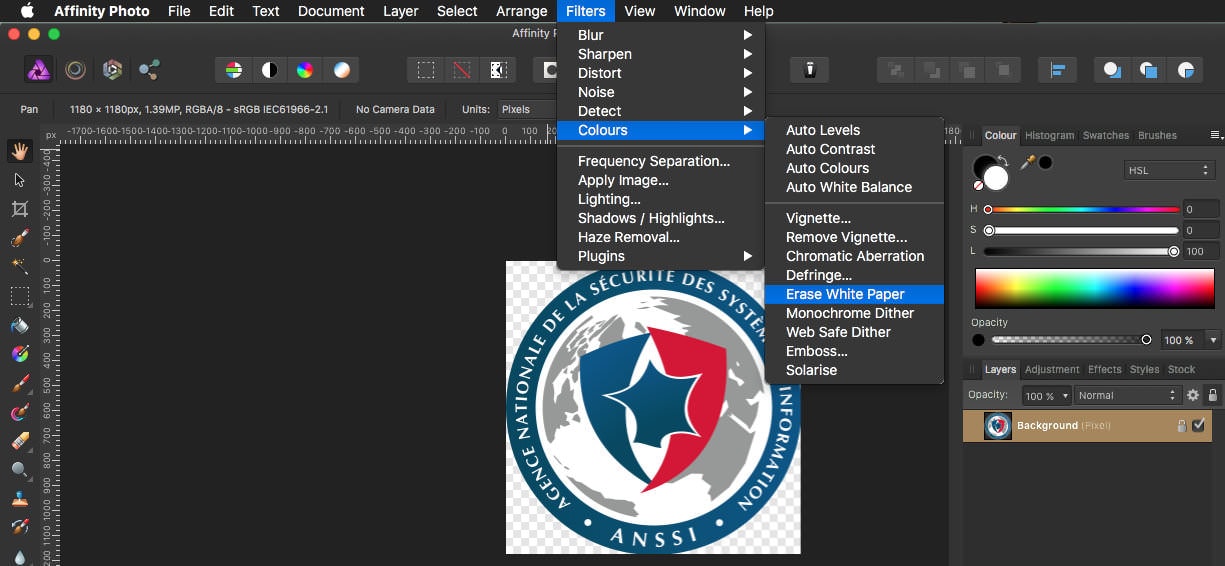 Affinity Photo File Edit Text Document Layer Select Arrange Filters View Window Help
Affinity P
Pan 1180 x 1180px, 1.39MP, RGBA/8 - sRGB IEC61966-2.1 No Camera Data Units: Pixels
px -1700-1600-1500-1400-1300-1200-1100-1000-900 -800 -700 -600 -500 -400 -300 -200 -100 0 100
Blur
Sharpen
Distort
Noise
Detect
Colours
Frequency Separation...
Apply Image...
Lighting...
Shadows / Highlights...
Haze Removal...
Plugins
Auto Levels
Auto Contrast
Auto Colours
Auto White Balance
Vignette...
Remove Vignette...
Chromatic Aberration
Defringe...
Erase White Paper
Monochrome Dither
Web Safe Dither
Emboss...
Solarise
Colour Histogram Swatches Brushes
HSL
H 0
S 0
L 100
Opacity
100 %
Layers Adjustment Effects Styles Stock
Opacity: 100 % Normal
Background (Pixel)
AGENCE NATIONALE DE LA SÉCURITÉ DES SYSTÈM
INFORMATION
ANSSI